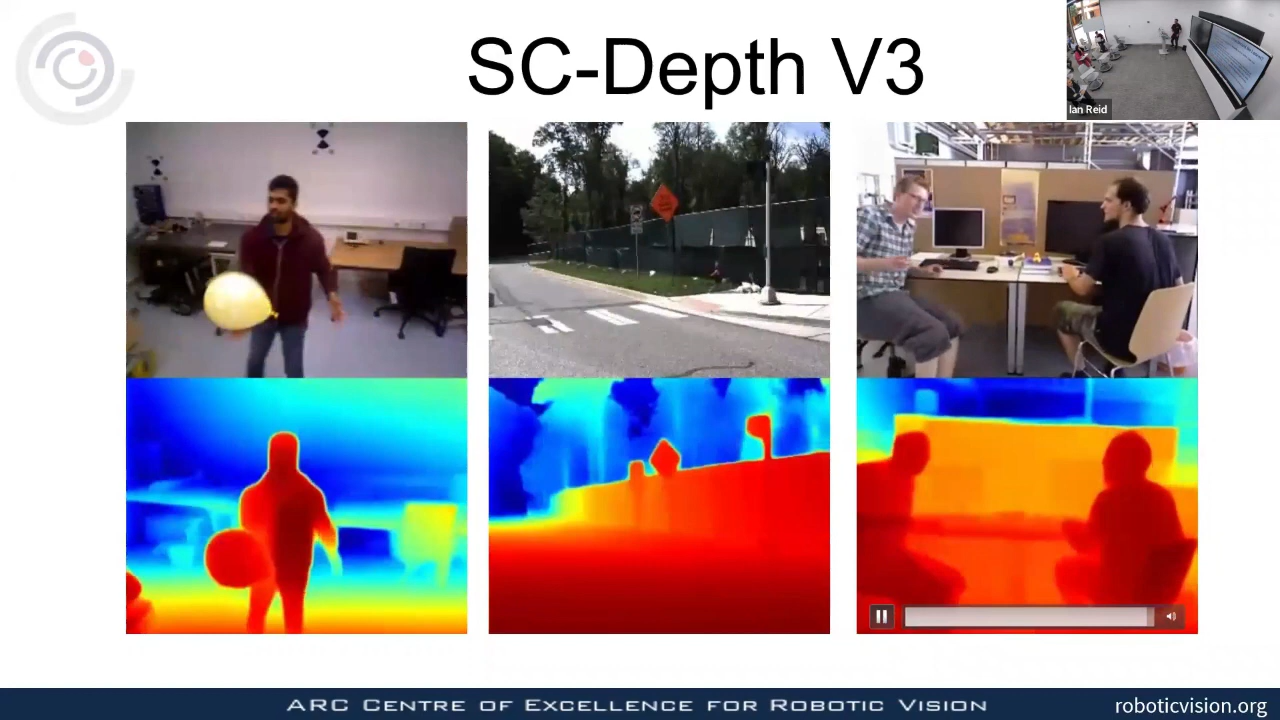 SC-Depth V3
Ian Reid
ARC Centre of Excellence for Robotic Vision
roboticvision.org